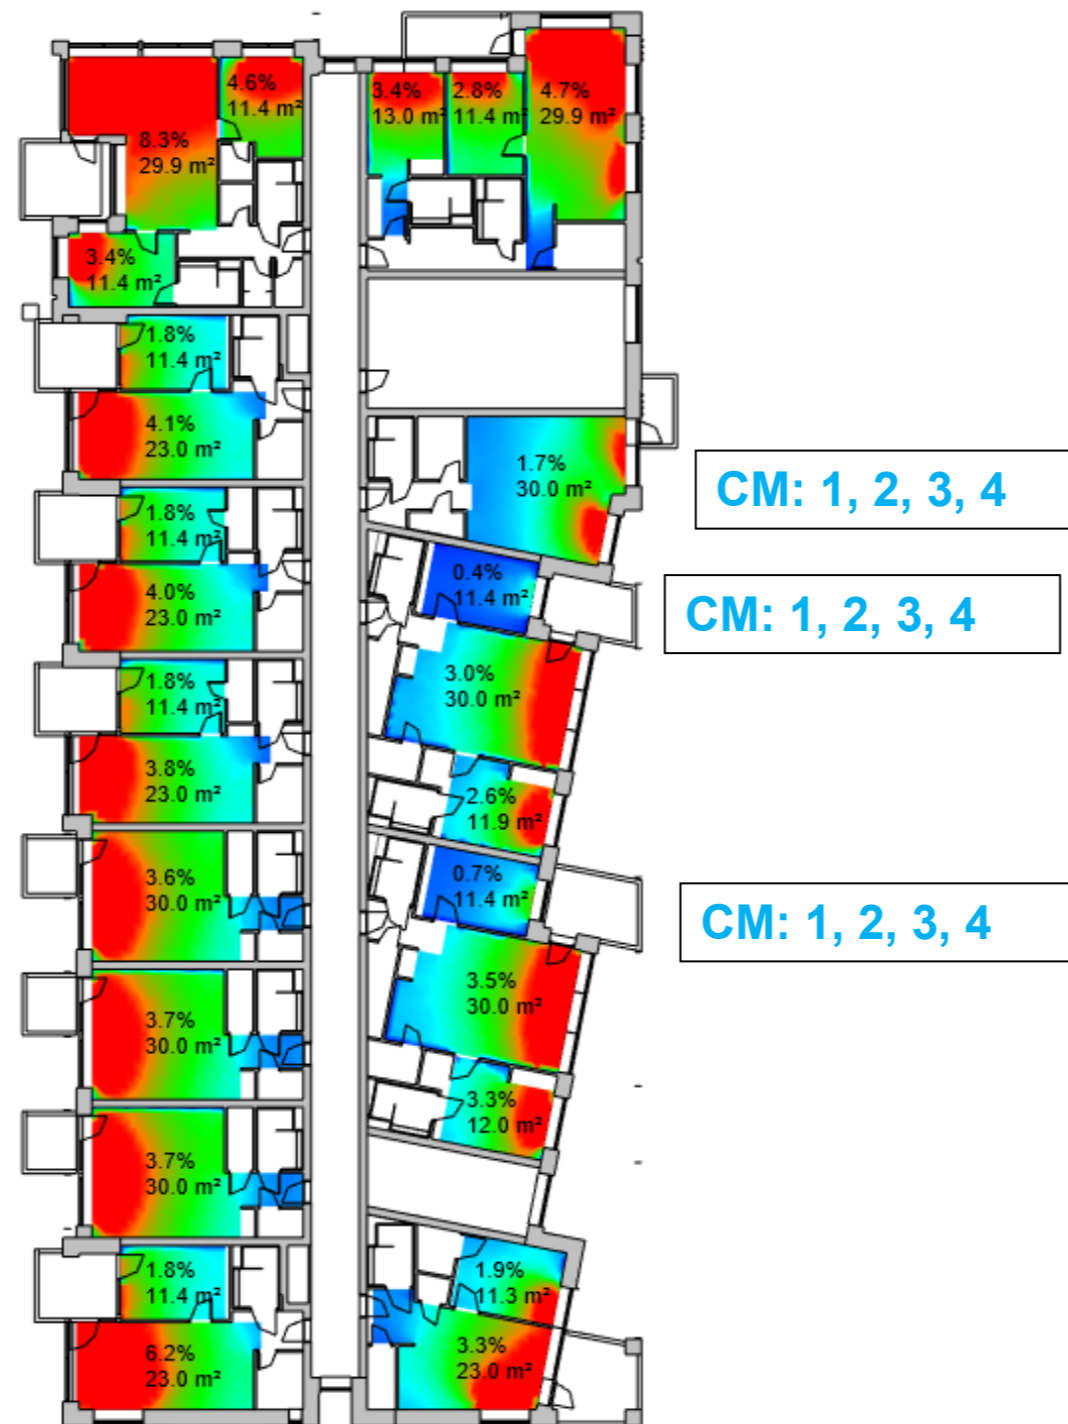 4.6%
11.4 m²
8.3%
29.9 m²
3.4%
11.4 m²
3.4%
13.0 m²
2.8%
11.4 m²
4.7%
29.9 m²
1.8%
11.4 m²
4.1%
23.0 m²
1.8%
11.4 m²
4.0%
23.0 m²
1.8%
11.4 m²
3.8%
23.0 m²
3.6%
30.0 m²
3.7%
30.0 m²
3.7%
30.0 m²
1.8%
11.4 m²
6.2%
23.0 m²
1.7%
30.0 m²
CM: 1, 2, 3, 4
0.4%
11.4 m²
CM: 1, 2, 3, 4
3.0%
30.0 m²
2.6%
11.9 m²
0.7%
11.4 m²
CM: 1, 2, 3, 4
3.5%
30.0 m²
3.3%
12.0 m²
1.9%
11.3 m²
3.3%
23.0 m²